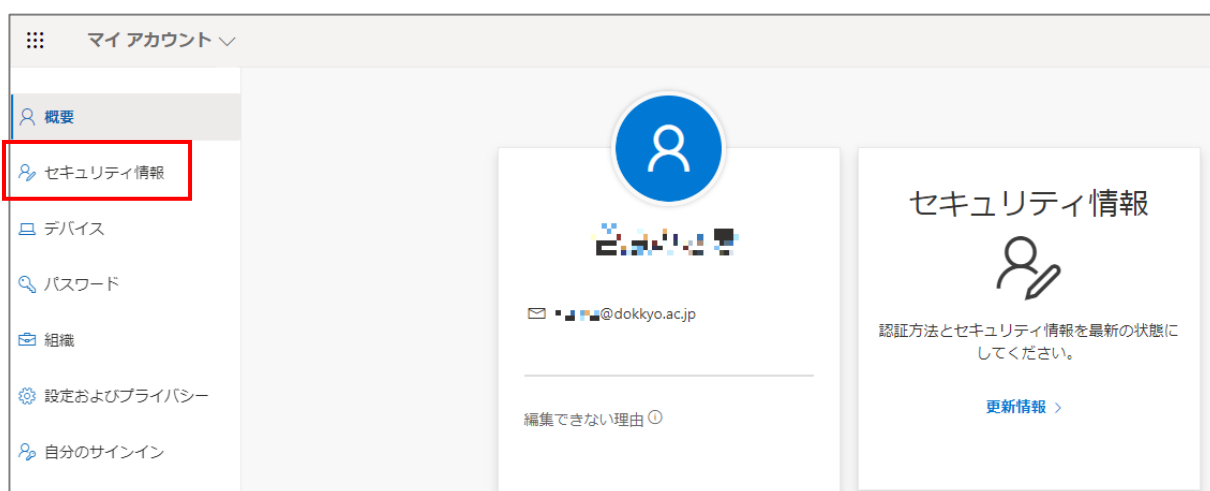 マイ アカウント
概要
セキュリティ情報
デバイス
パスワード
組織
設定およびプライバシー
自分のサインイン
@dokkyo.ac.jp
編集できない理由
セキュリティ情報
認証方法とセキュリティ情報を最新の状態に
してください。
更新情報